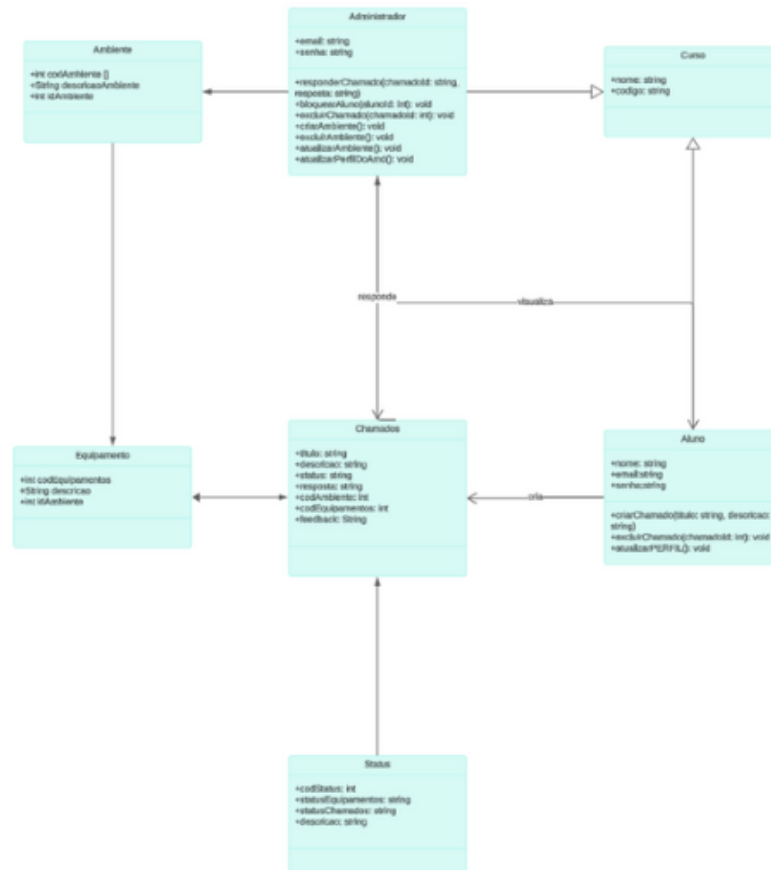 Administrador
+email: string
+senha: string
+responderChamado(chamadoId: string,
resposta: string)
+bloquearAluno(alunoId: int): void
+excluirChamado(chamadoId: int): void
+criarAmbiente(): void
+excluirAmbiente(): void
+atualizarAmbiente(): void
+atualizarPerfilDoAmd(): void
Ambiente
+int codAmbiente []
+String descricaoAmbiente
+int idAmbiente
Curso
+nome: string
+codigo: string
responde
visualiza
Chamados
+titulo: string
+descricao: string
+status: string
+resposta: string
+codAmbiente: int
+codEquipamentos: int
+feedback: String
Equipamento
+int codEquipamentos
+String descricao
+int idAmbiente
cria
Aluno
+nome: string
+email:string
+senha:string
+criarChamado(titulo: string, descricao:
string)
+excluirChamado(chamadoId: int): void
+atualizarPERFIL(): void
Status
+codStatus: int
+statusEquipamentos: string
+statusChamados: string
+descricao: string